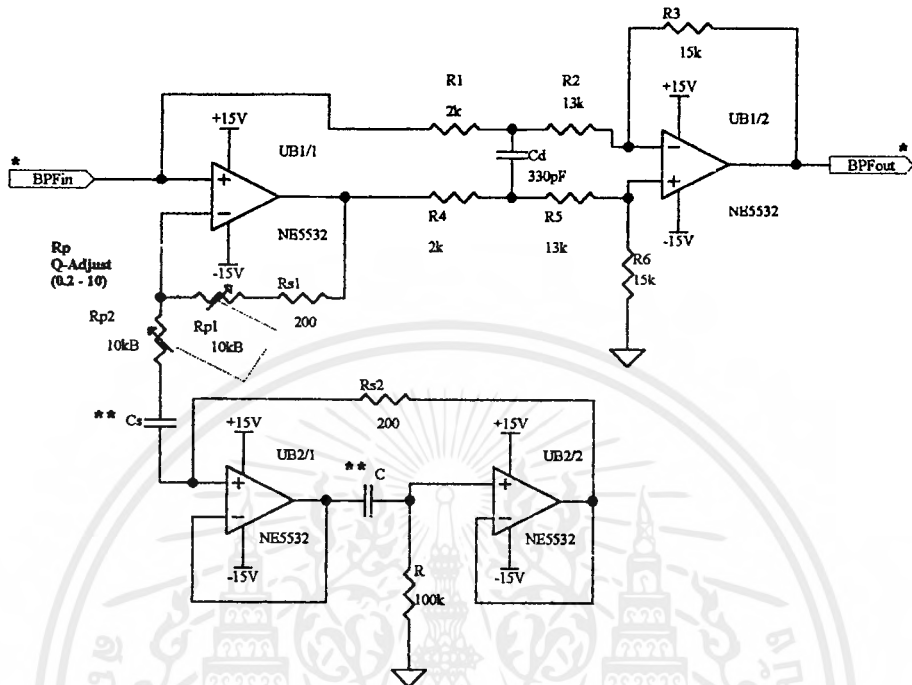 R3
15k
R1
R2
2k
13k
+15V
UB1/2
+15V
UB1/1
*
BPFin
+
-
Cd
330pF
-
+
*
BPFout
R4
2k
R5
13k
NE5532
-15V
NE5532
-15V
Rp
Q-Adjust
(0.2 - 10)
R6
15k
Rs1
200
Rp1
10kB
Rp2
10kB
** Cs
Rs2
200
+15V
UB2/1
+15V
UB2/2
** C
+
-
+
-
NE5532
NE5532
-15V
-15V
R
100k